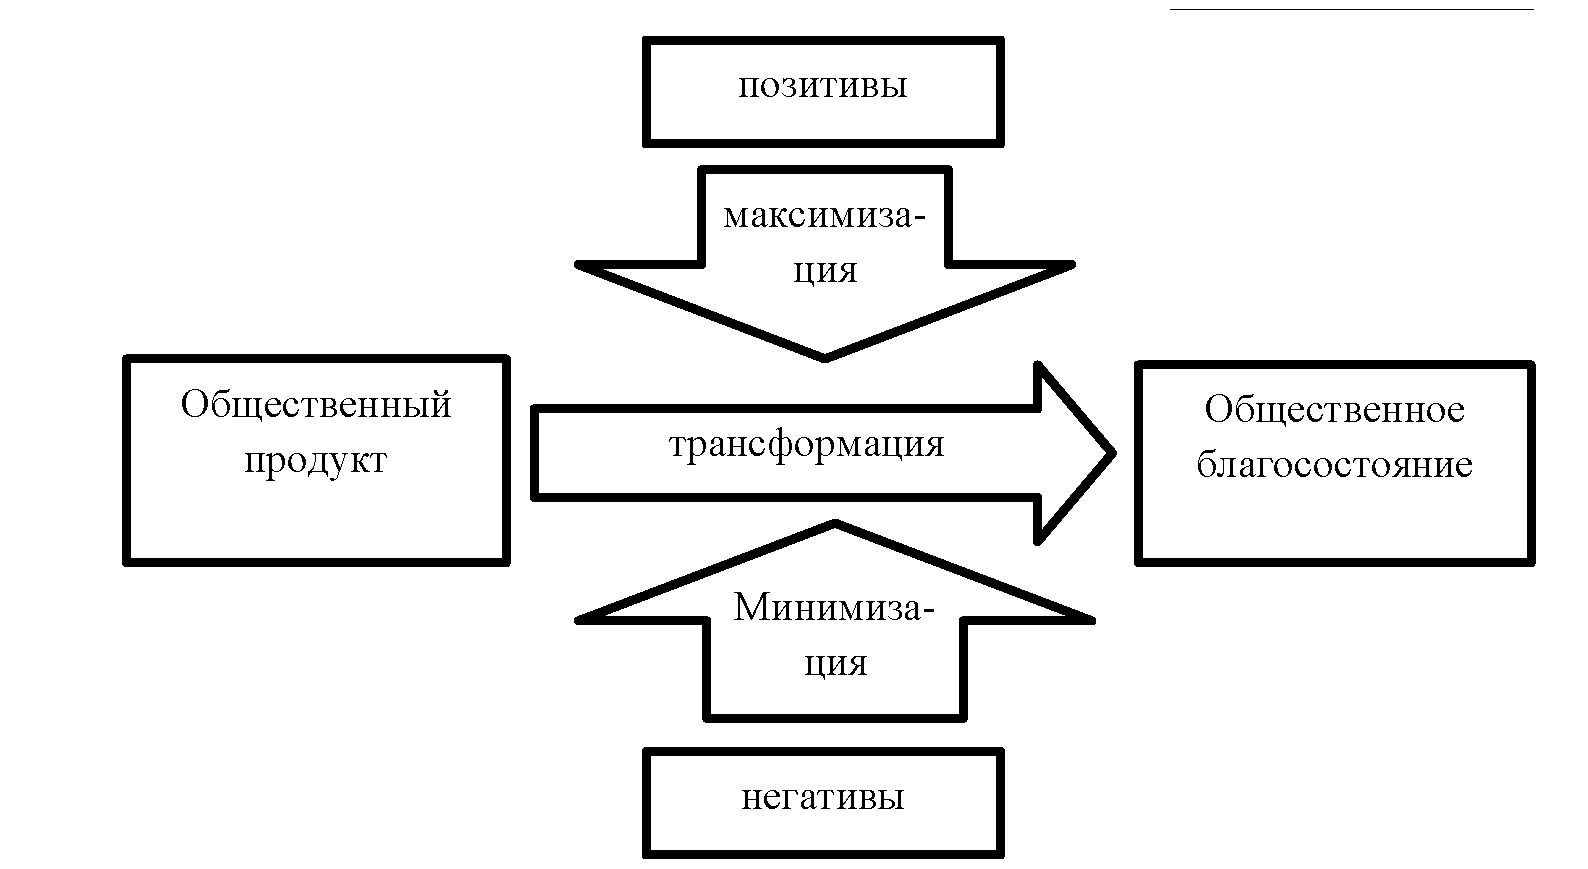 позитивы
максимиза-
ция
Общественный
продукт
трансформация
Общественное
благосостояние
Минимиза-
ция
негативы